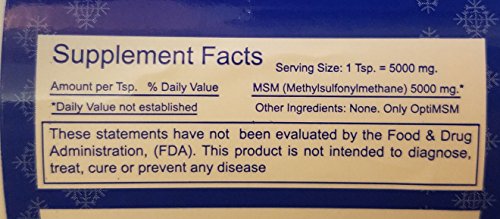 Supplement Facts
Serving Size: 1 Tsp. = 5000 mg.
Amount per Tsp. % Daily Value
MSM (Methylsulfonylmethane) 5000 mg.*
*Daily Value not established
Other Ingredients: None. Only OptiMSM
These statements have not been evaluated by the Food & Drug
Administration, (FDA). This product is not intended to diagnose,
treat, cure or prevent any disease